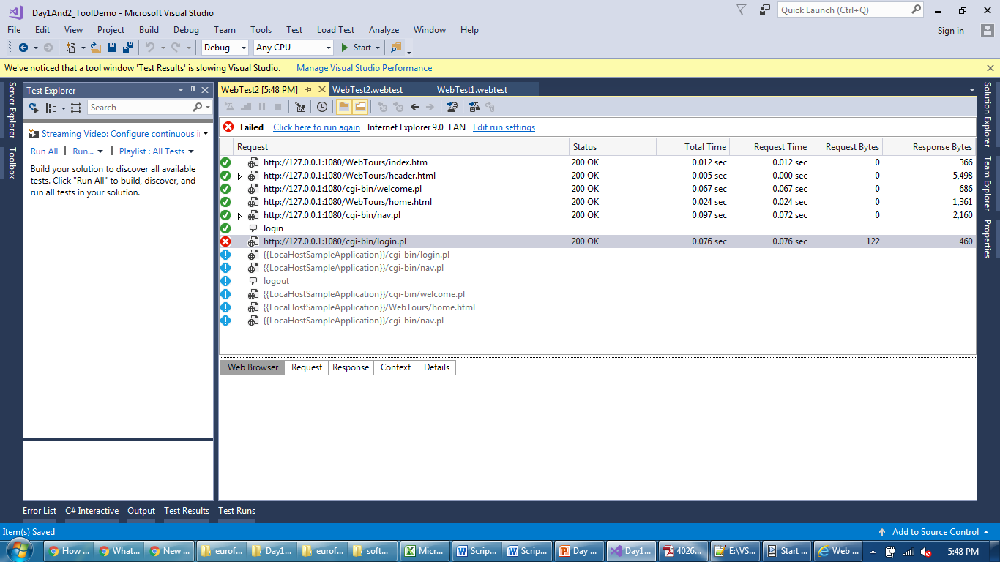 Day1And2_ToolDemo - Microsoft Visual Studio
Quick Launch (Ctrl+Q)
File Edit View Project Build Debug Team Tools Test Load Test Analyze Window Help
Sign in
Debug Any CPU Start
We've noticed that a tool window 'Test Results' is slowing Visual Studio. Manage Visual Studio Performance
Server Explorer
Toolbox
Test Explorer
Search
Streaming Video: Configure continuous i
Run All Run... Playlist : All Tests
Build your solution to discover all available
tests. Click "Run All" to build, discover, and
run all tests in your solution.
WebTest2 [5:48 PM] WebTest2.webtest WebTest1.webtest
Failed Click here to run again Internet Explorer 9.0 LAN Edit run settings
Request Status Total Time Request Time Request Bytes Response Bytes
http://127.0.0.1:1080/WebTours/index.htm 200 OK 0.012 sec 0.012 sec 0 366
http://127.0.0.1:1080/WebTours/header.html 200 OK 0.005 sec 0.000 sec 0 5,498
http://127.0.0.1:1080/cgi-bin/welcome.pl 200 OK 0.067 sec 0.067 sec 0 686
http://127.0.0.1:1080/WebTours/home.html 200 OK 0.024 sec 0.024 sec 0 1,361
http://127.0.0.1:1080/cgi-bin/nav.pl 200 OK 0.097 sec 0.072 sec 0 2,160
login
http://127.0.0.1:1080/cgi-bin/login.pl 200 OK 0.076 sec 0.076 sec 122 460
{{LocaHostSampleApplication}}/cgi-bin/login.pl
{{LocaHostSampleApplication}}/cgi-bin/nav.pl
logout
{{LocaHostSampleApplication}}/cgi-bin/welcome.pl
{{LocaHostSampleApplication}}/WebTours/home.html
{{LocaHostSampleApplication}}/cgi-bin/nav.pl
Web Browser Request Response Context Details
Solution Explorer
Team Explorer
Properties
Error List C# Interactive Output Test Results Test Runs
Item(s) Saved Add to Source Control
How ... What... New ... eurof... Day1... eurof... soft... Micr... Scrip... Scrip... Day ... Day1... 4026... E:\VS... Start ... Web ... 5:48 PM